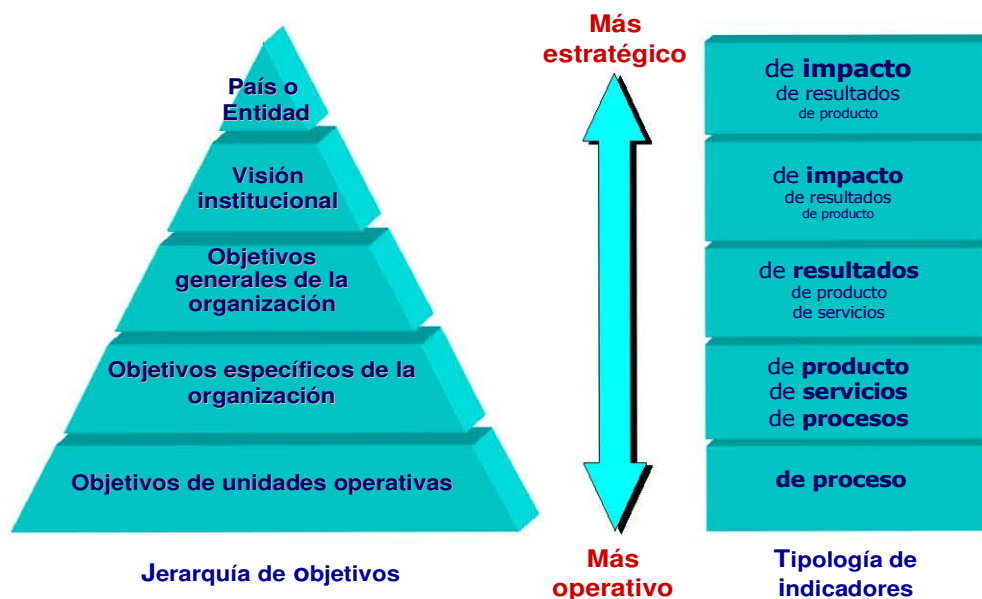 País o
Entidad
Visión
institucional
Objetivos
generales de la
organización
Objetivos específicos de la
organización
Objetivos de unidades operativas
Jerarquía de objetivos
Más
estratégico
Más
operativo
de impacto
de resultados
de producto
de impacto
de resultados
de producto
de resultados
de producto
de servicios
de producto
de servicios
de procesos
de proceso
Tipología de
indicadores